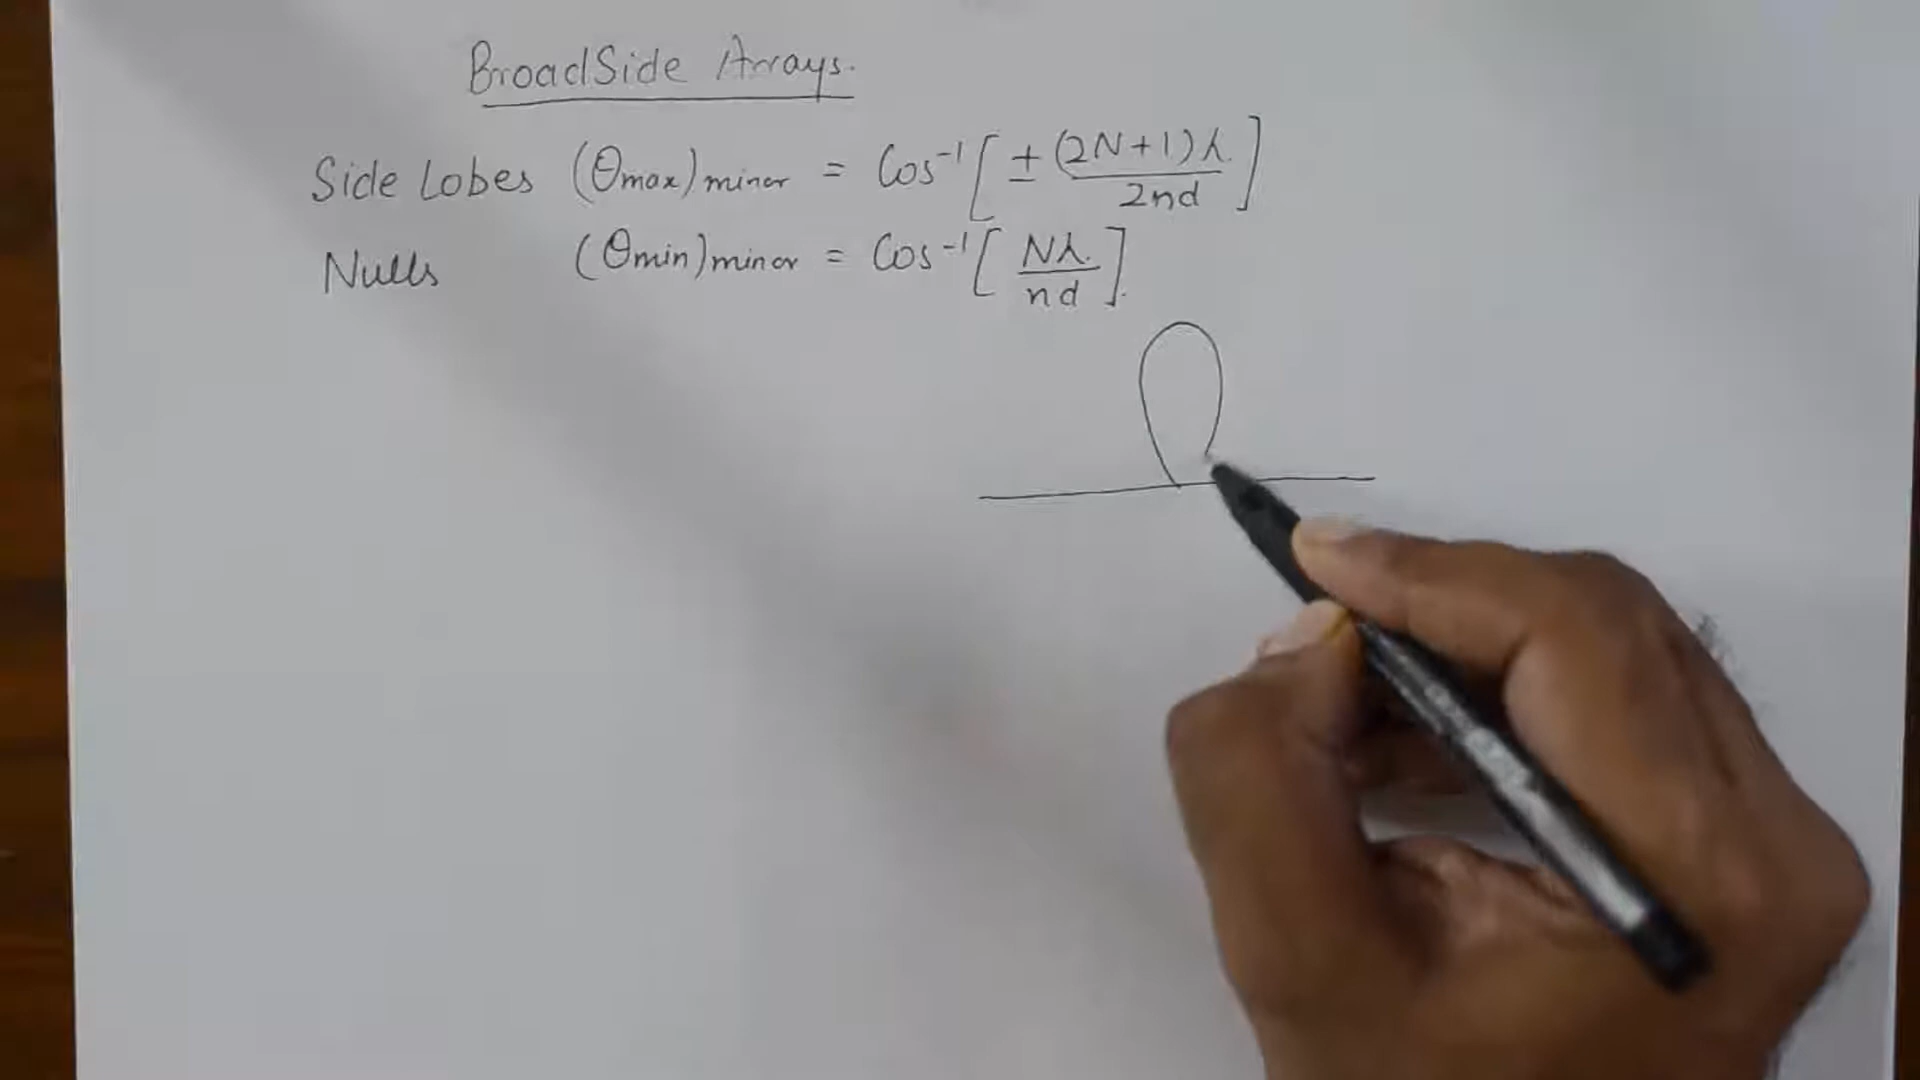 BroadSide Arrays.
Side Lobes (θmax)minor = Cos⁻¹[± (2N+1)λ / 2nd]
Nulls (θmin)minor = Cos⁻¹[Nλ / nd].